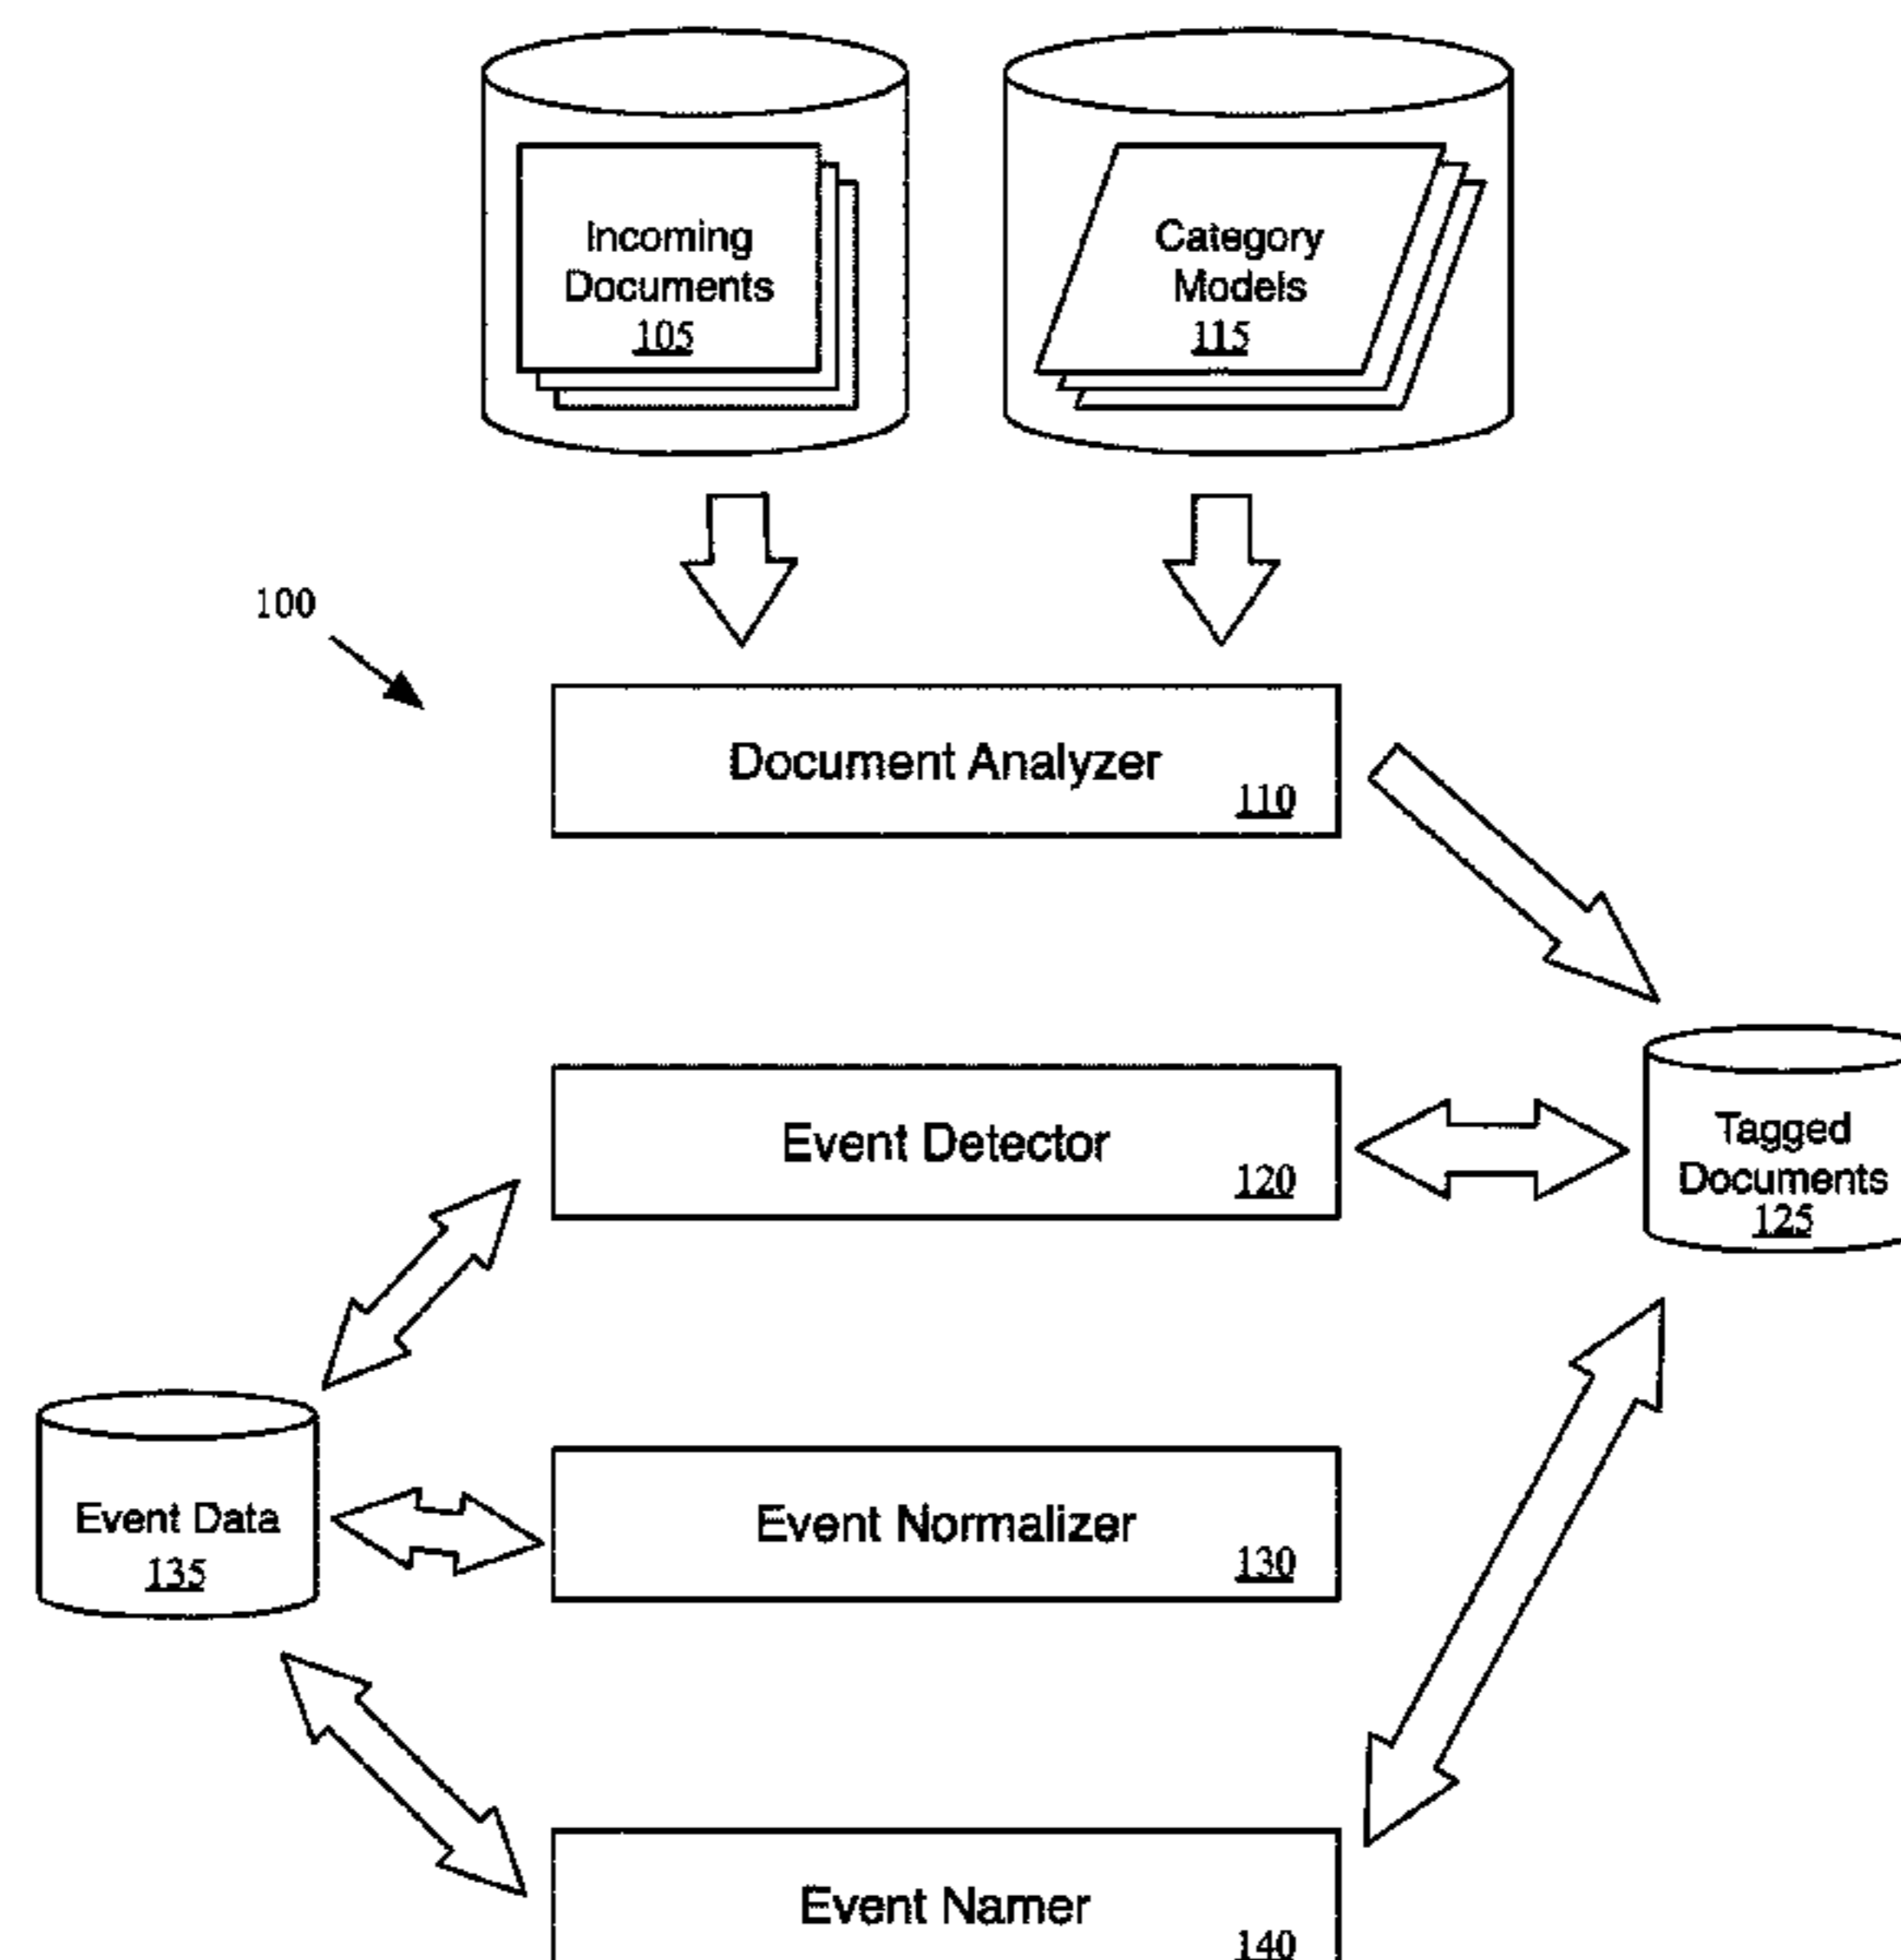 Incoming
Documents
105
Category
Models
115
100
Document Analyzer
110
Event Detector
120
Tagged
Documents
125
Event Data
135
Event Normalizer
130
Event Namer
140